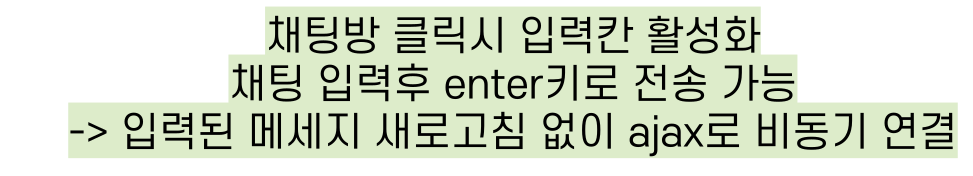 채팅방 클릭시 입력칸 활성화
채팅 입력후 enter키로 전송 가능
-> 입력된 메세지 새로고침 없이 ajax로 비동기 연결